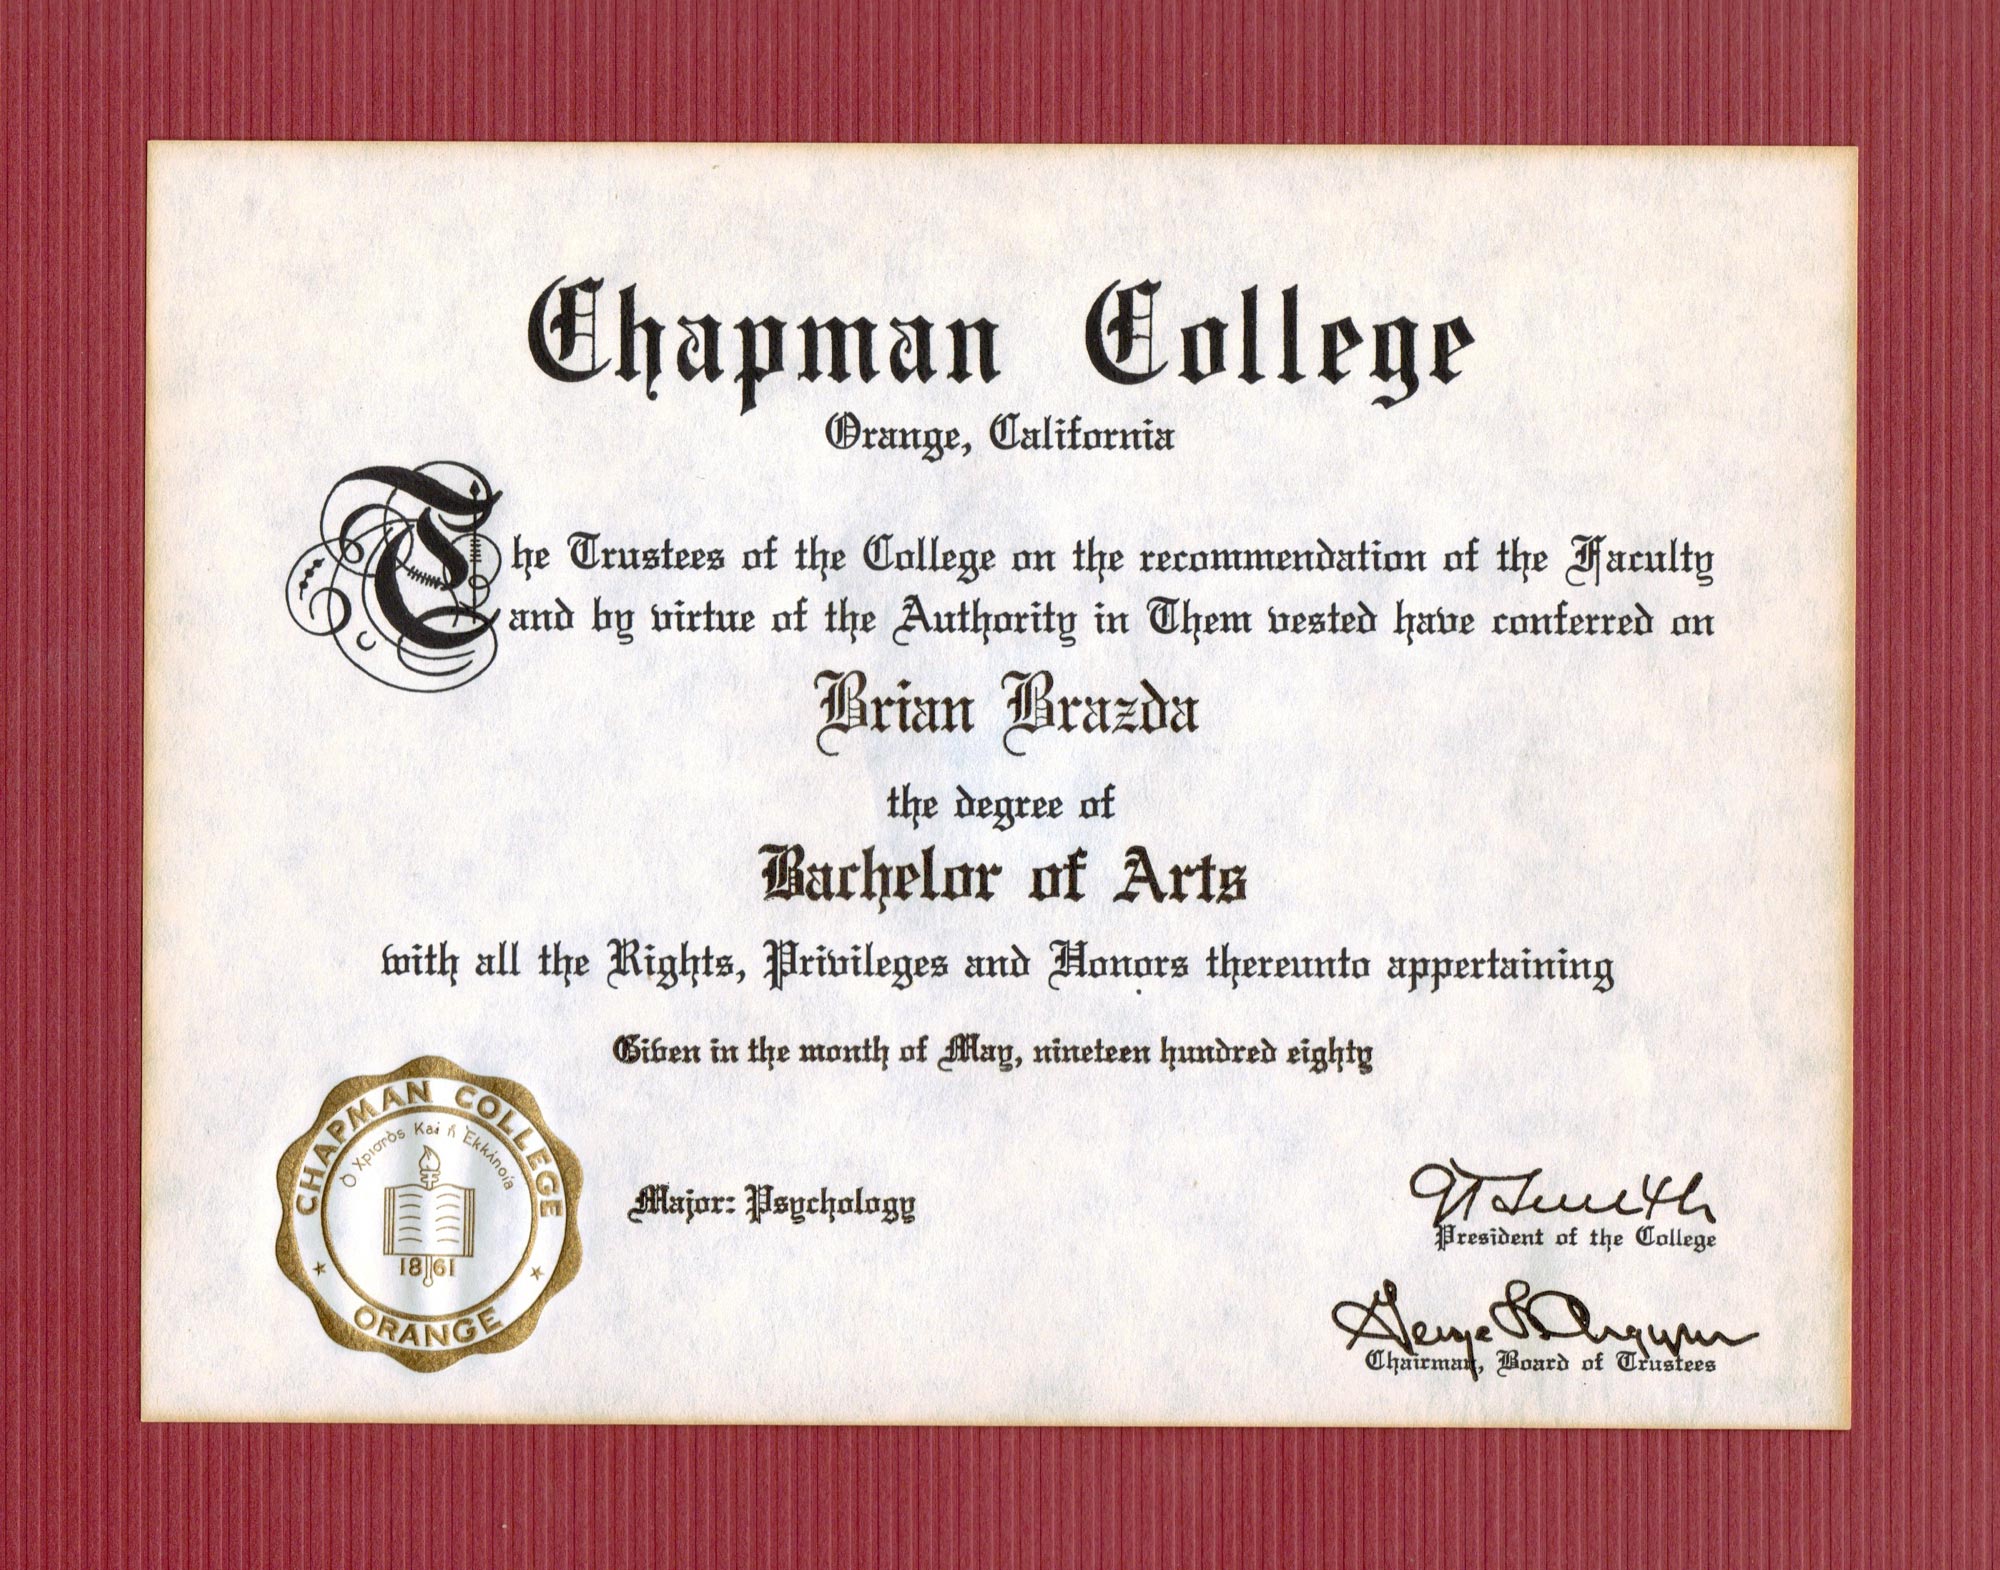 Chapman College
Orange, California
The Trustees of the College on the recommendation of the Faculty
and by virtue of the Authority in Them vested have conferred on
Brian Brazda
the degree of
Bachelor of Arts
with all the Rights, Privileges and Honors thereunto appertaining
Given in the month of May, nineteen hundred eighty
CHAPMAN COLLEGE
Ὁ Χριστὸς Καὶ ἡ Ἐκκλησία
1861
ORANGE
Major: Psychology
GT Smith
President of the College
George
Chairman, Board of Trustees